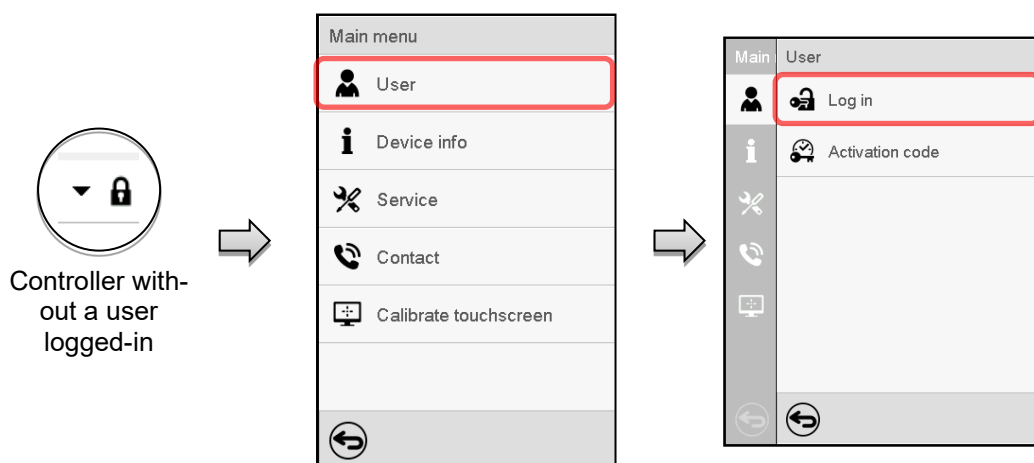 Controller with-
out a user
logged-in
Main menu
User
Device info
Service
Contact
Calibrate touchscreen
Main
User
Log in
Activation code